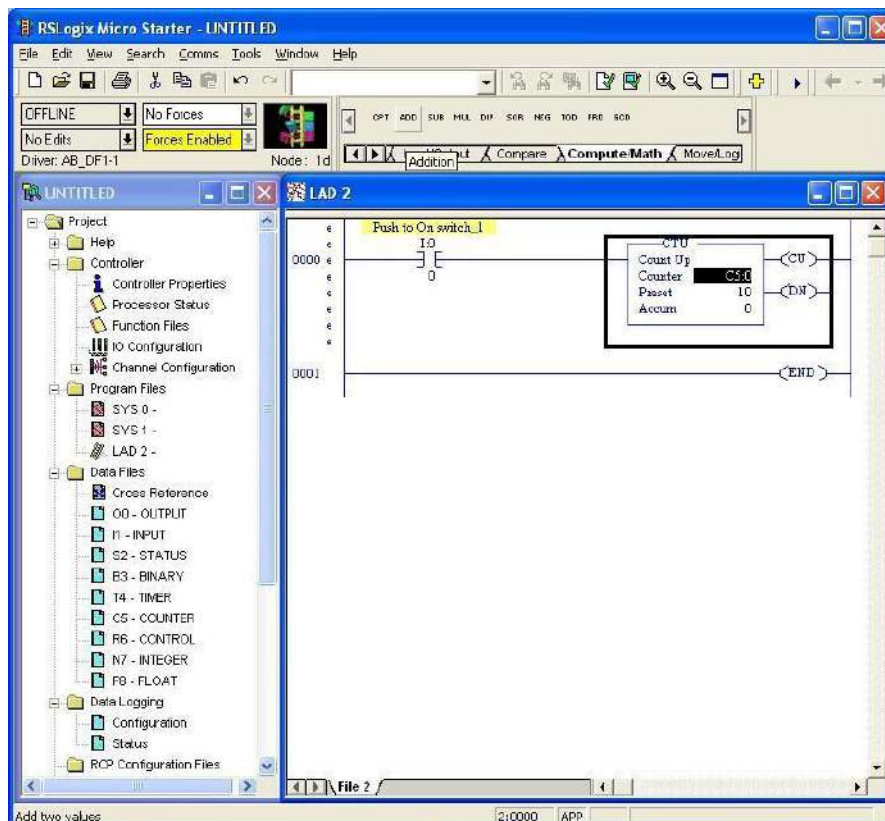 RSLogix Micro Starter - UNTITLED
File Edit View Search Comms Tools Window Help
OFFLINE No Forces
No Edits Forces Enabled
Driver: AB_DF1-1 Node: 1d
CPT ADD SUB MUL DIV SQR NEG TOD FRD GCD
Compare Compute/Math Move/Log
Addition
UNTITLED
Project
Help
Controller
Controller Properties
Processor Status
Function Files
IO Configuration
Channel Configuration
Program Files
SYS 0 -
SYS 1 -
LAD 2 -
Data Files
Cross Reference
O0 - OUTPUT
I1 - INPUT
S2 - STATUS
B3 - BINARY
T4 - TIMER
C5 - COUNTER
R6 - CONTROL
N7 - INTEGER
F8 - FLOAT
Data Logging
Configuration
Status
RCP Configuration Files
LAD 2
Push to On switch_1
I:0
0
0000
e
e
e
e
e
e
e
CTU
Count Up
Counter C5:0
Preset 10
Accum 0
CU
DN
0001
END
File 2
Add two values
2:0000 APP